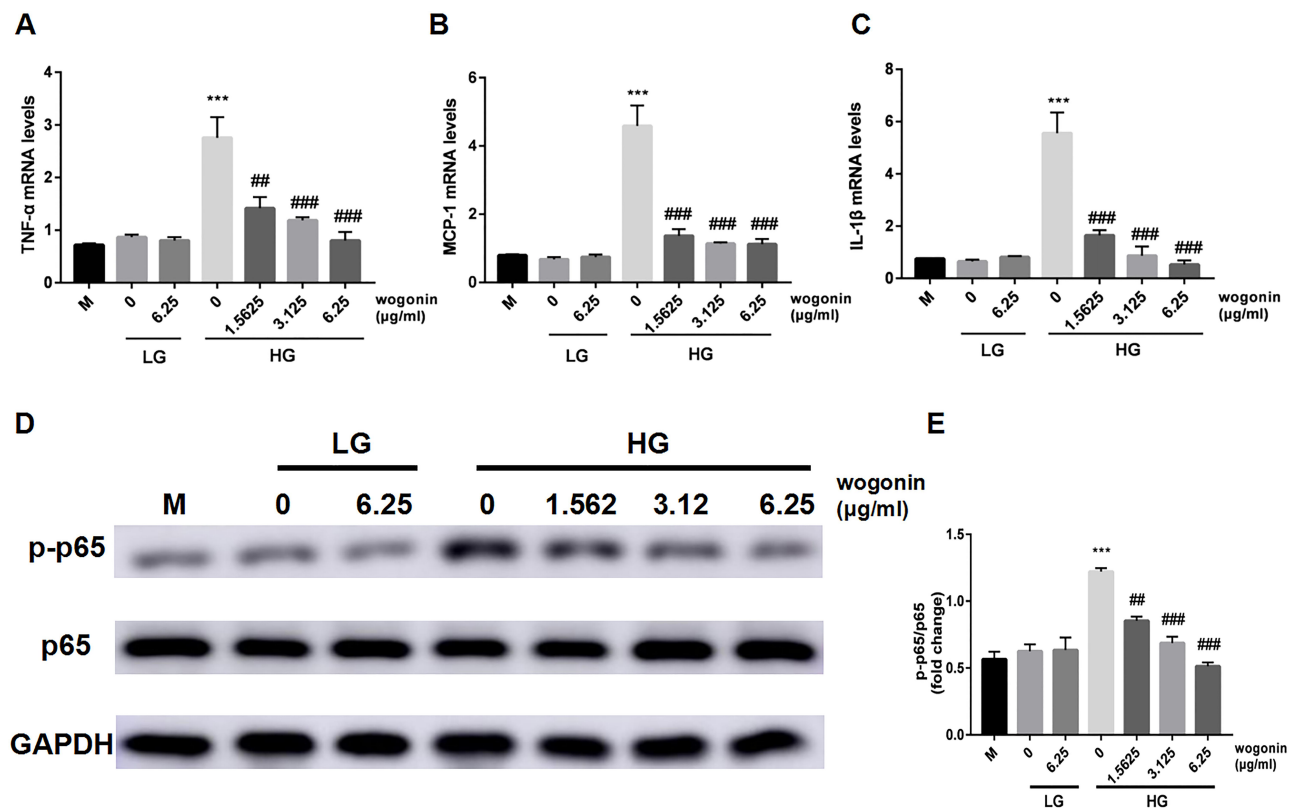 A
TNF-α mRNA levels
4
3
2
1
0
***
##
###
###
M
0
6.25
0
1.5625
3.125
6.25
wogonin
(μg/ml)
LG
HG
B
MCP-1 mRNA levels
6
4
2
0
***
###
###
###
M
0
6.25
0
1.5625
3.125
6.25
wogonin
(μg/ml)
LG
HG
C
IL-1β mRNA levels
8
6
4
2
0
***
###
###
###
M
0
6.25
0
1.5625
3.125
6.25
wogonin
(μg/ml)
LG
HG
D
LG
HG
M
0
6.25
0
1.562
3.12
6.25
wogonin
(μg/ml)
p-p65
p65
GAPDH
E
p-p65/p65
(fold change)
1.5
1.0
0.5
0.0
***
##
###
###
M
0
6.25
0
1.5625
3.125
6.25
wogonin
(μg/ml)
LG
HG